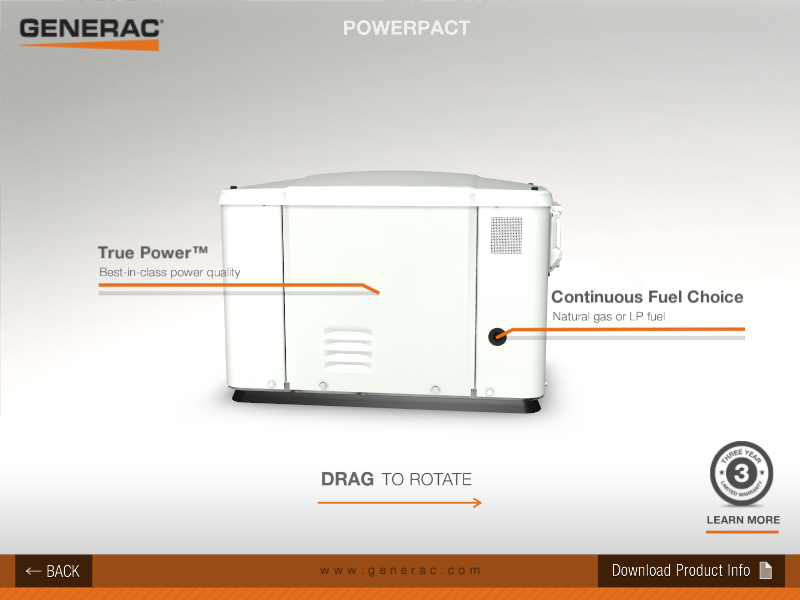 GENERAC®
POWERPACT
True Power™
Best-in-class power quality
Continuous Fuel Choice
Natural gas or LP fuel
DRAG TO ROTATE
THREE YEAR
3
LIMITED WARRANTY
LEARN MORE
← BACK
www.generac.com
Download Product Info